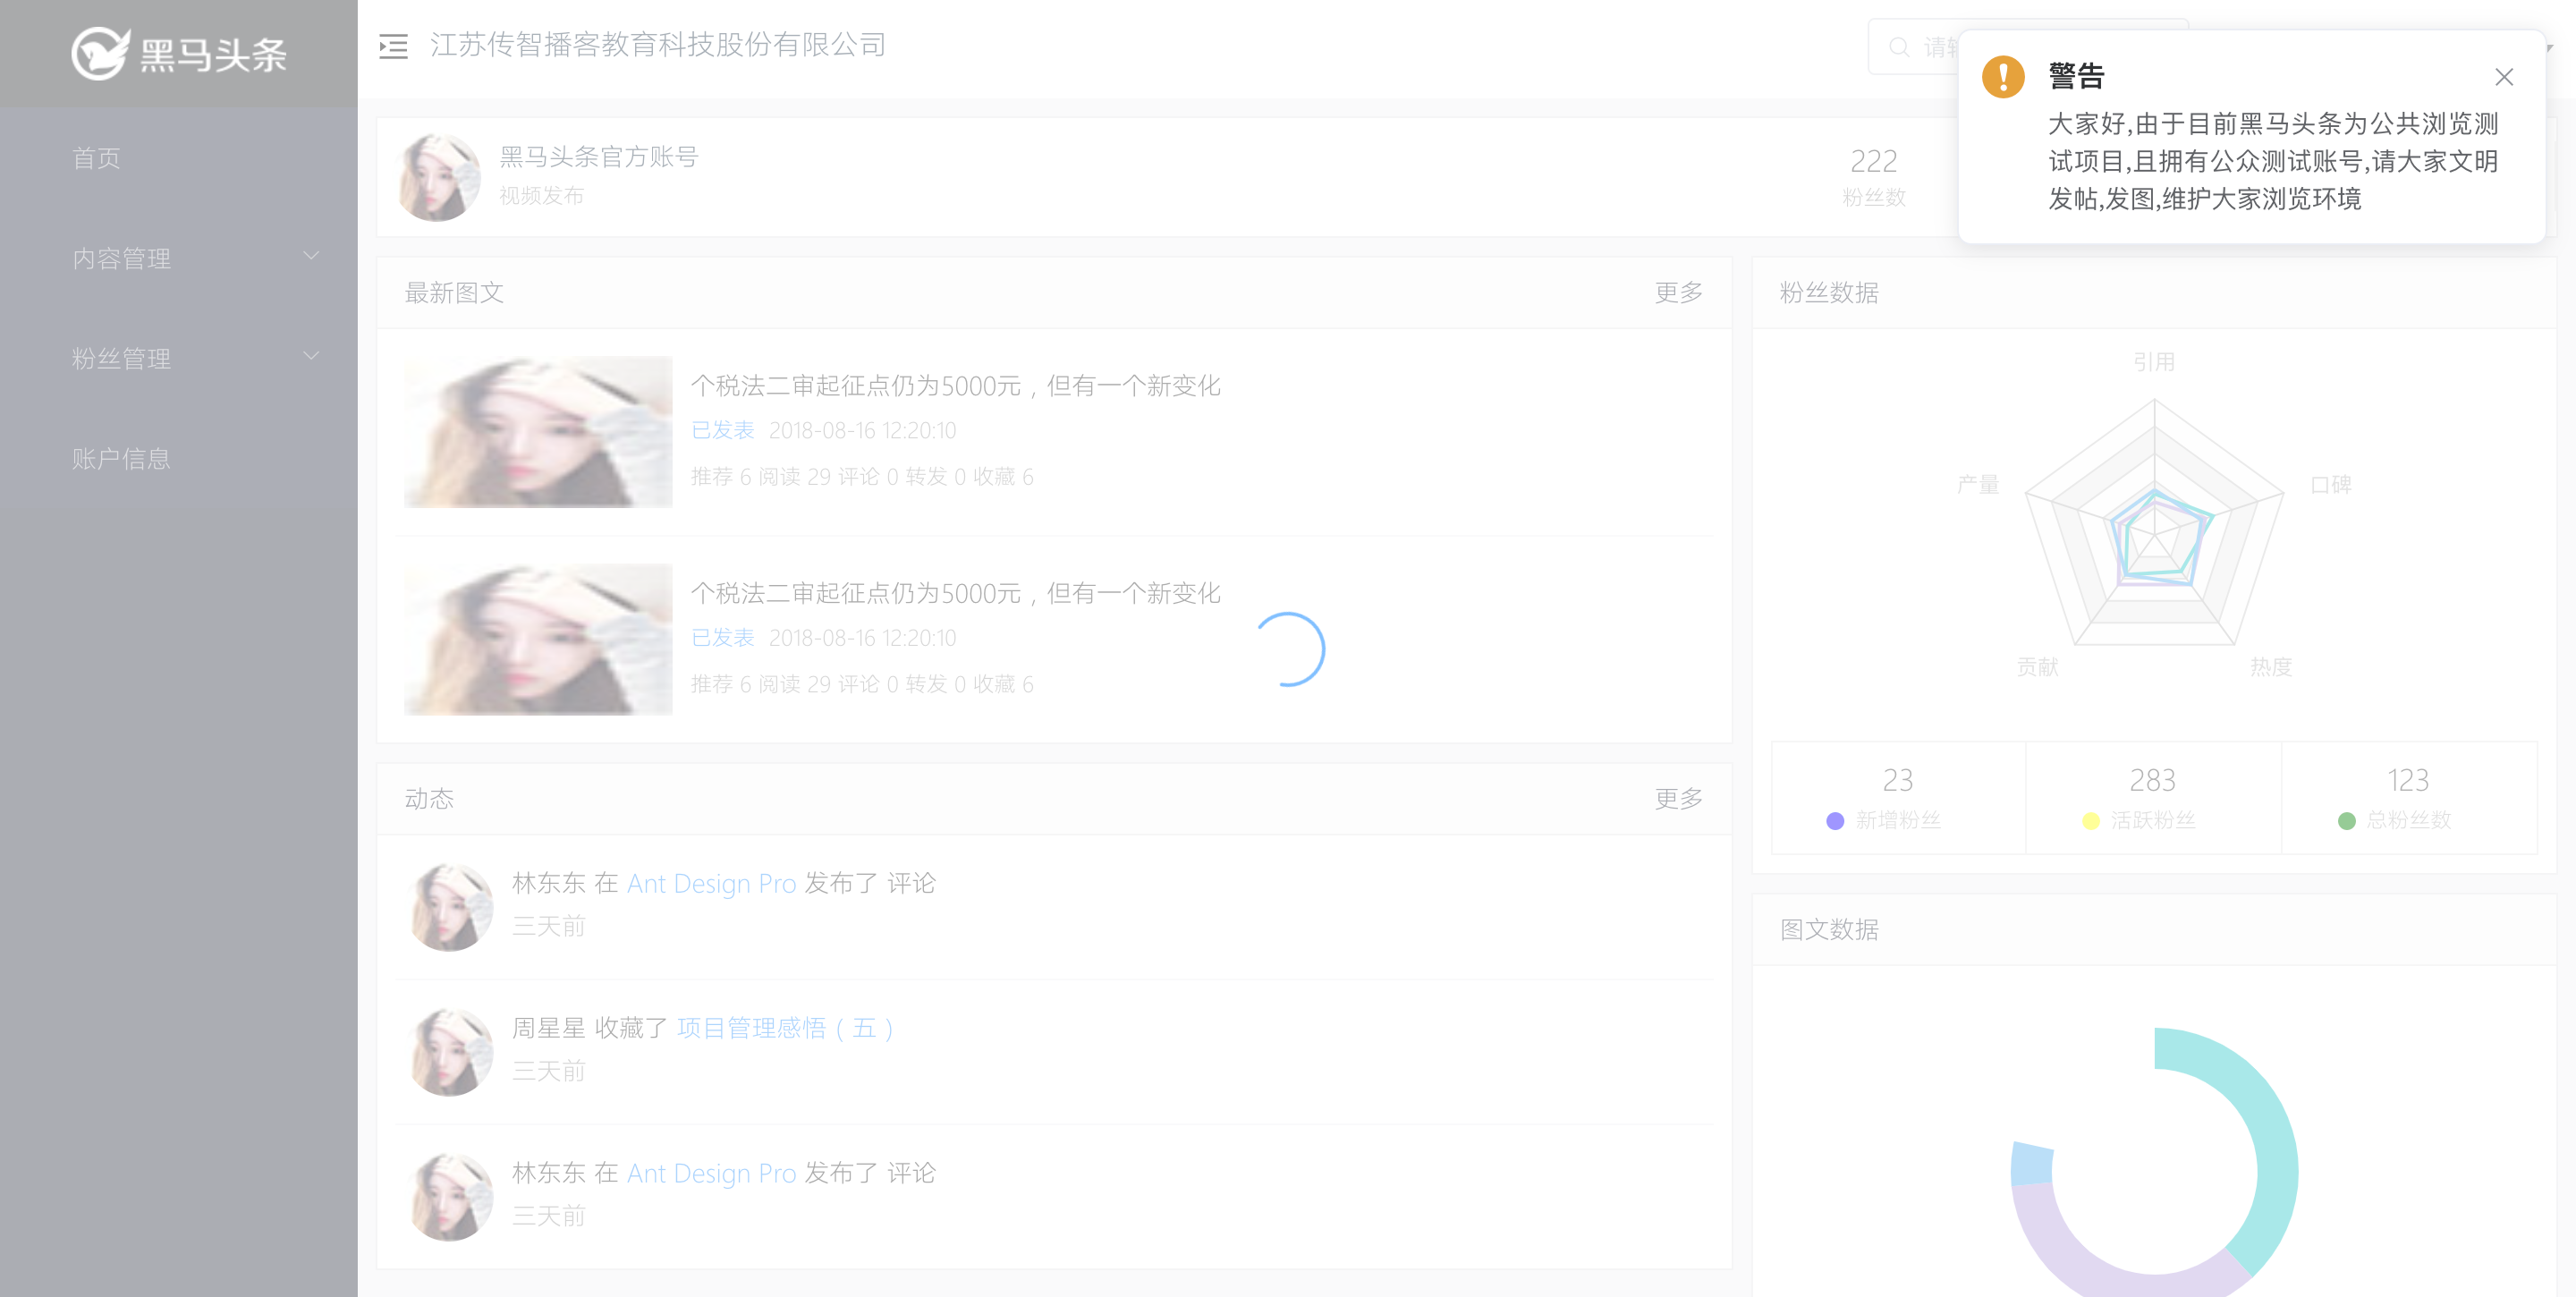 黑马头条
首页
内容管理
粉丝管理
账户信息
江苏传智播客教育科技股份有限公司
警告
大家好,由于目前黑马头条为公共浏览测
试项目,且拥有公众测试账号,请大家文明
发帖,发图,维护大家浏览环境
黑马头条官方账号
视频发布
222
粉丝数
最新图文 更多
个税法二审起征点仍为5000元，但有一个新变化
已发表 2018-08-16 12:20:10
推荐 6 阅读 29 评论 0 转发 0 收藏 6
个税法二审起征点仍为5000元，但有一个新变化
已发表 2018-08-16 12:20:10
推荐 6 阅读 29 评论 0 转发 0 收藏 6
动态 更多
林东东 在 Ant Design Pro 发布了 评论
三天前
周星星 收藏了 项目管理感悟（五）
三天前
林东东 在 Ant Design Pro 发布了 评论
三天前
粉丝数据
引用
产量 口碑
贡献 热度
23 283 123
新增粉丝 活跃粉丝 总粉丝数
图文数据